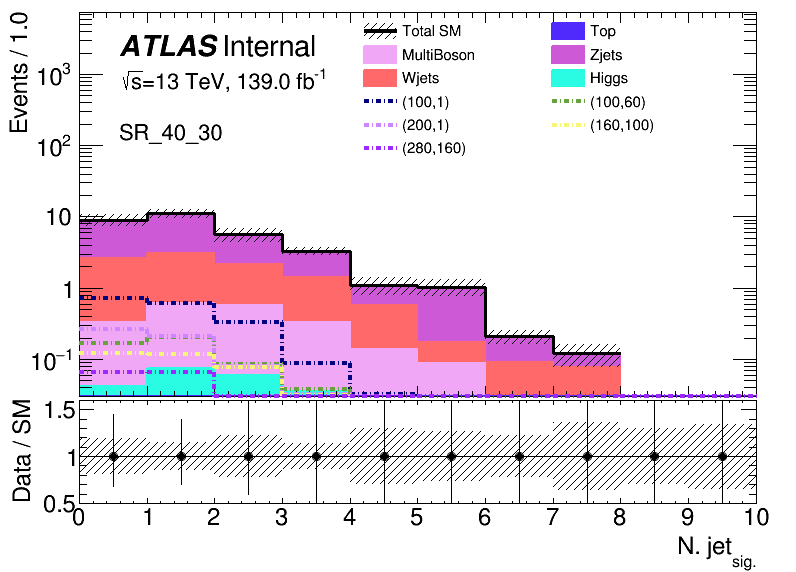 Events / 1.0
10³
10²
10
1
10⁻¹
ATLAS Internal
√s=13 TeV, 139.0 fb⁻¹
SR_40_30
Total SM
Top
MultiBoson
Zjets
Wjets
Higgs
(100,1)
(100,60)
(200,1)
(160,100)
(280,160)
Data / SM
1.5
1
0.5
0 1 2 3 4 5 6 7 8 9 10
N. jet_sig.